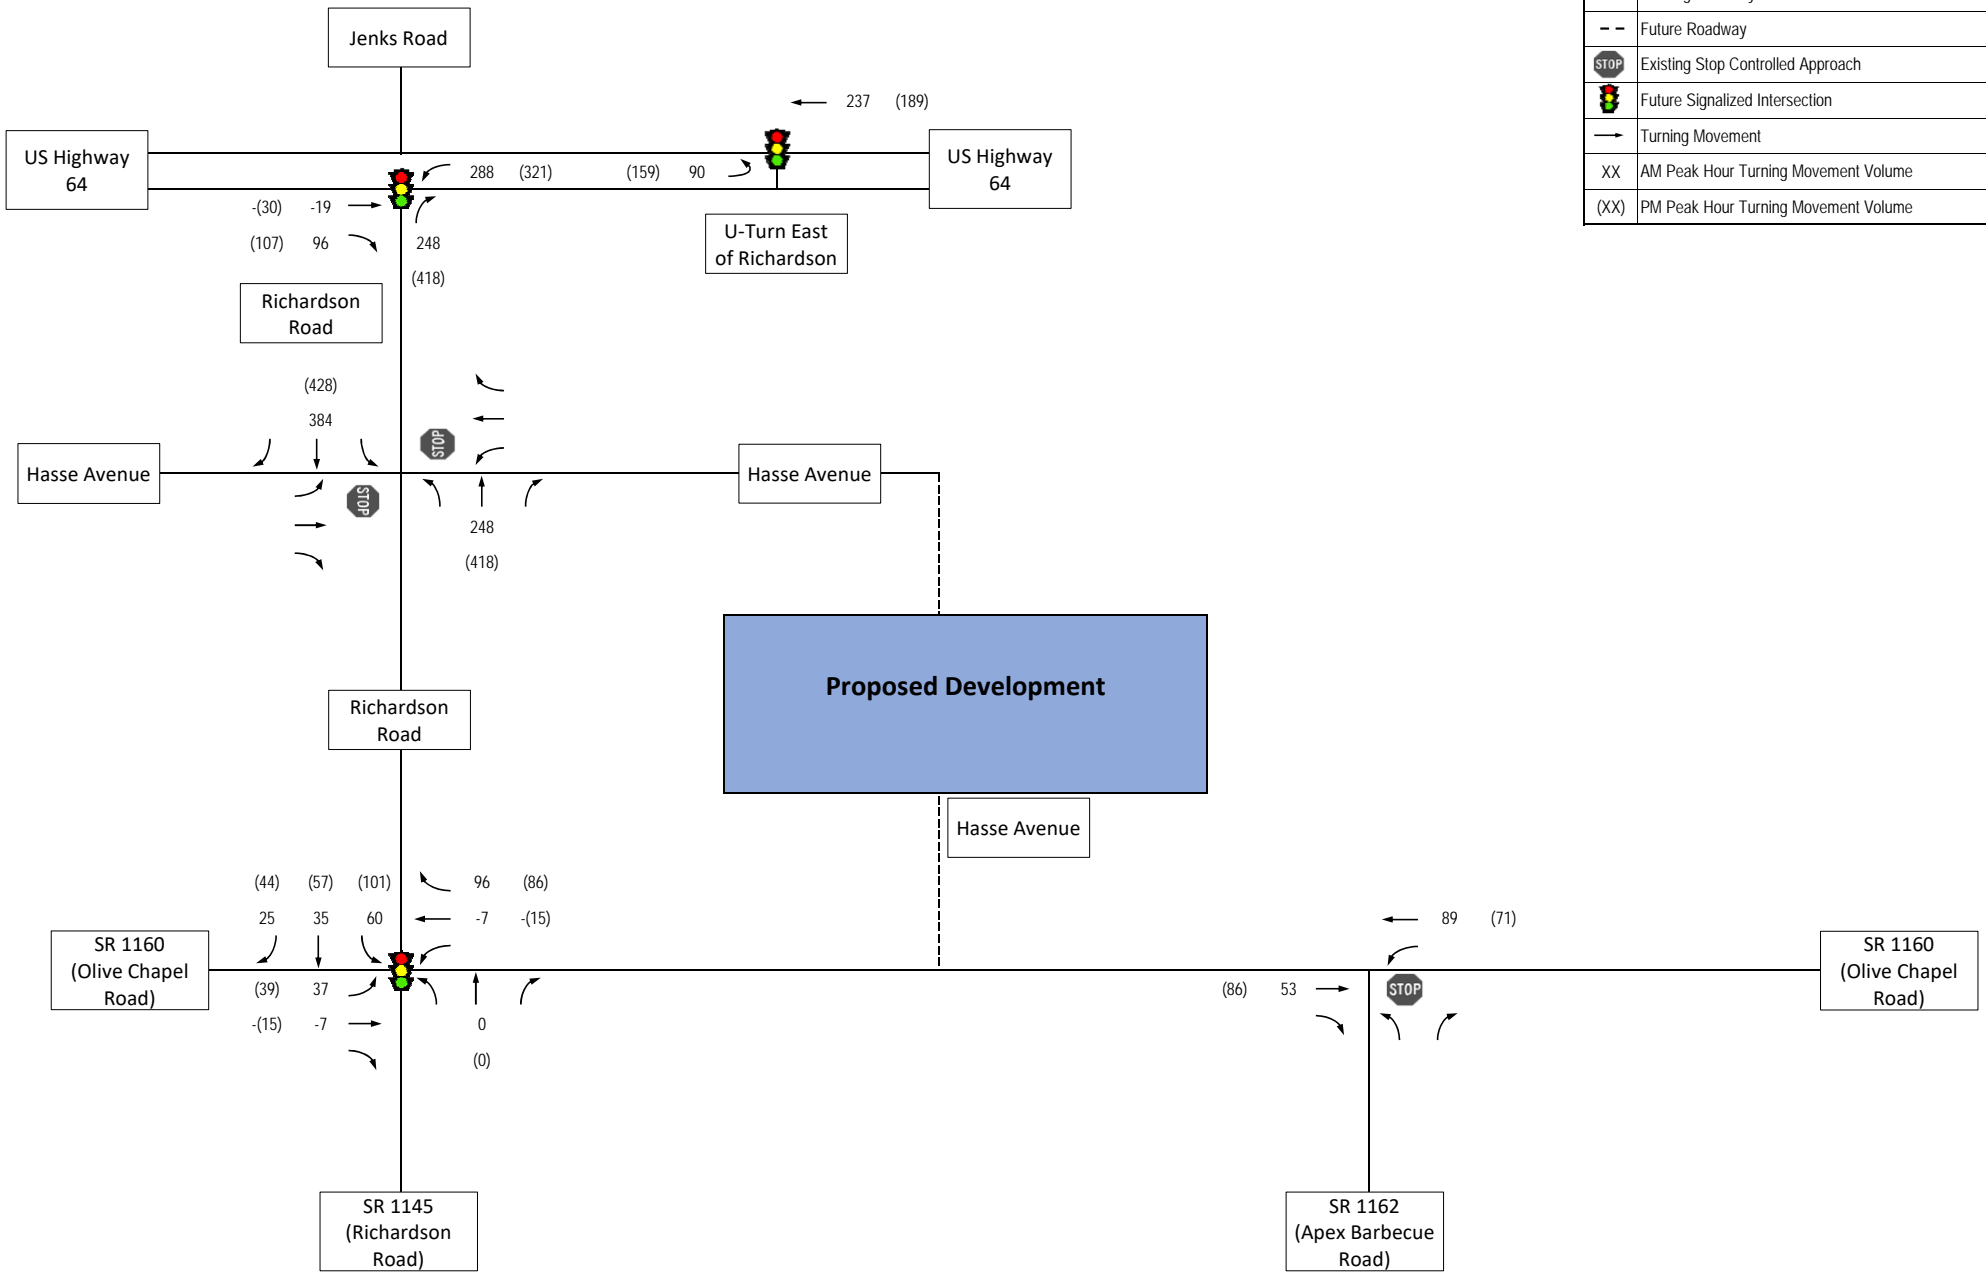 Jenks Road
Future Roadway
STOP
Existing Stop Controlled Approach
Future Signalized Intersection
Turning Movement
XX
AM Peak Hour Turning Movement Volume
(XX)
PM Peak Hour Turning Movement Volume
237 (189)
US Highway
64
288 (321) (159) 90
US Highway
64
-(30) -19
(107) 96
248
(418)
U-Turn East
of Richardson
Richardson
Road
(428)
384
STOP
Hasse Avenue
Hasse Avenue
STOP
248
(418)
Proposed Development
Richardson
Road
Hasse Avenue
(44) (57) (101) 96 (86)
25 35 60 -7 -(15)
89 (71)
SR 1160
(Olive Chapel
Road)
SR 1160
(Olive Chapel
Road)
(39) 37
-(15) -7
0
(0)
(86) 53
STOP
SR 1145
(Richardson
Road)
SR 1162
(Apex Barbecue
Road)